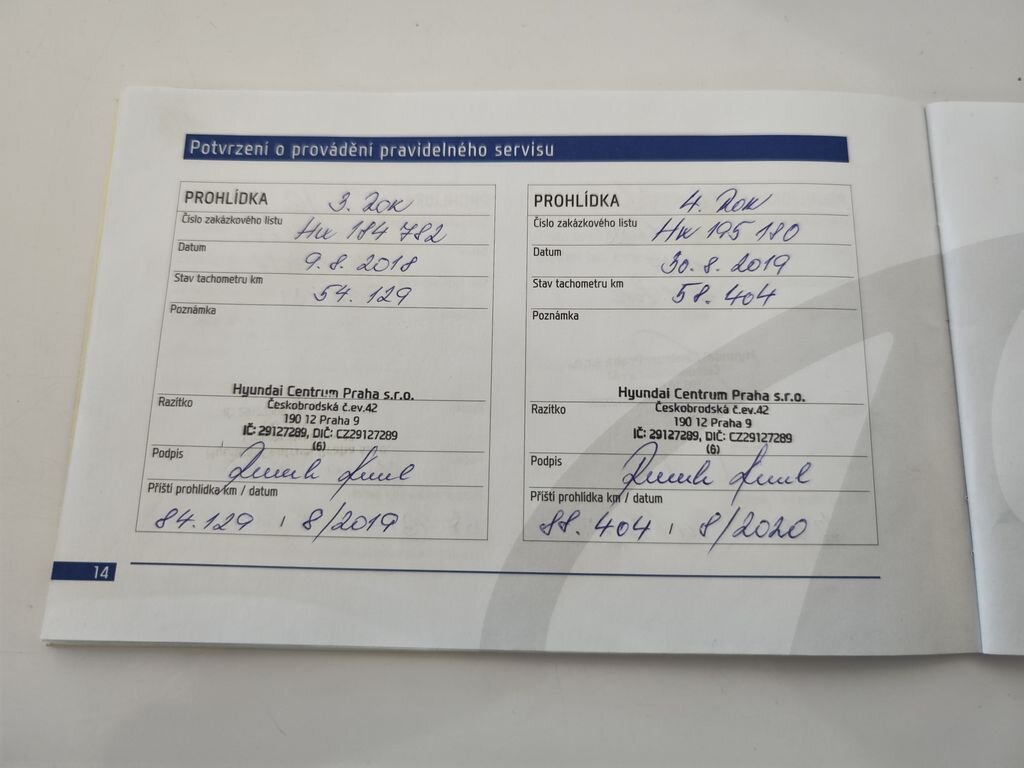 Potvrzení o provádění pravidelného servisu
PROHLÍDKA 3. ROK
Číslo zakázkového listu Hk 184 782
Datum 9.8. 2018
Stav tachometru km 54. 129
Poznámka
Razítko
Hyundai Centrum Praha s.r.o.
Českobrodská č.ev.42
190 12 Praha 9
IČ: 29127289, DIČ: CZ29127289
(6)
Podpis
Příští prohlídka km / datum
84.129 / 8/2019
PROHLÍDKA 4. ROK
Číslo zakázkového listu Hk 195 180
Datum 30.8. 2019
Stav tachometru km 58. 404
Poznámka
Razítko
Hyundai Centrum Praha s.r.o.
Českobrodská č.ev.42
190 12 Praha 9
IČ: 29127289, DIČ: CZ29127289
(6)
Podpis
Příští prohlídka km / datum
88. 404 / 8/2020
14